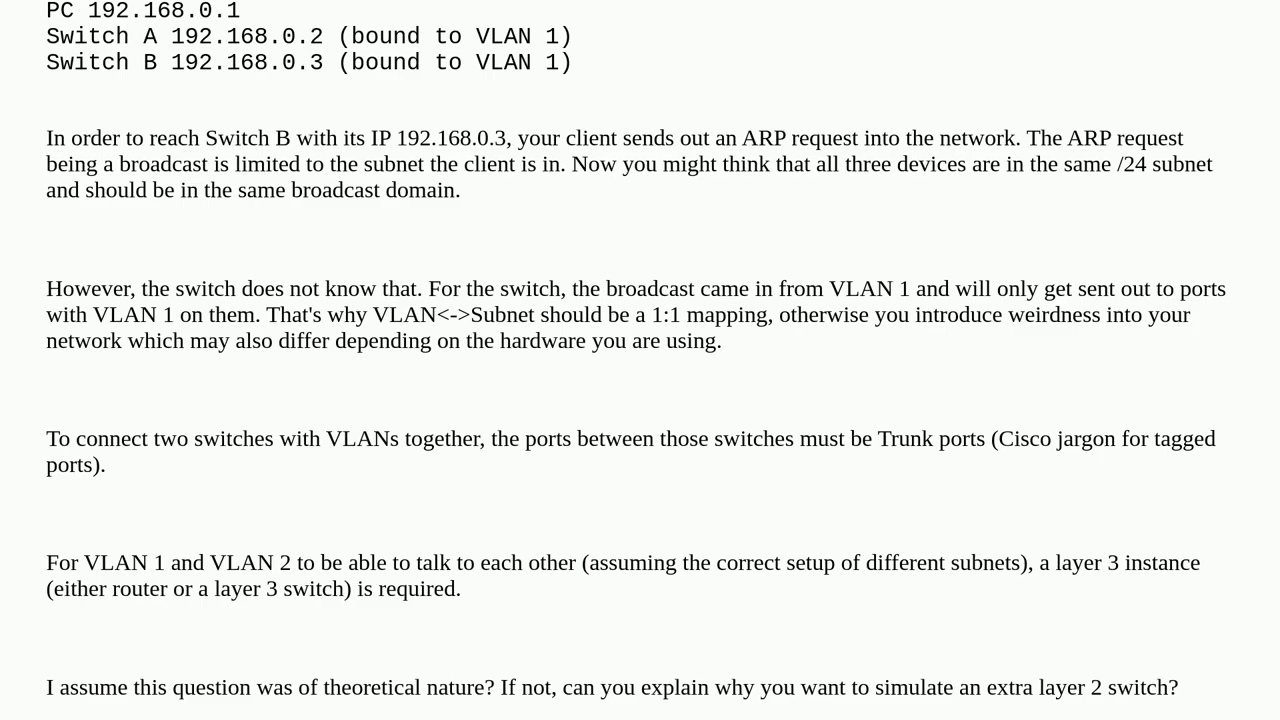 PC 192.168.0.1
Switch A 192.168.0.2 (bound to VLAN 1)
Switch B 192.168.0.3 (bound to VLAN 1)
In order to reach Switch B with its IP 192.168.0.3, your client sends out an ARP request into the network. The ARP request
being a broadcast is limited to the subnet the client is in. Now you might think that all three devices are in the same /24 subnet
and should be in the same broadcast domain.
However, the switch does not know that. For the switch, the broadcast came in from VLAN 1 and will only get sent out to ports
with VLAN 1 on them. That's why VLAN<->Subnet should be a 1:1 mapping, otherwise you introduce weirdness into your
network which may also differ depending on the hardware you are using.
To connect two switches with VLANs together, the ports between those switches must be Trunk ports (Cisco jargon for tagged
ports).
For VLAN 1 and VLAN 2 to be able to talk to each other (assuming the correct setup of different subnets), a layer 3 instance
(either router or a layer 3 switch) is required.
I assume this question was of theoretical nature? If not, can you explain why you want to simulate an extra layer 2 switch?